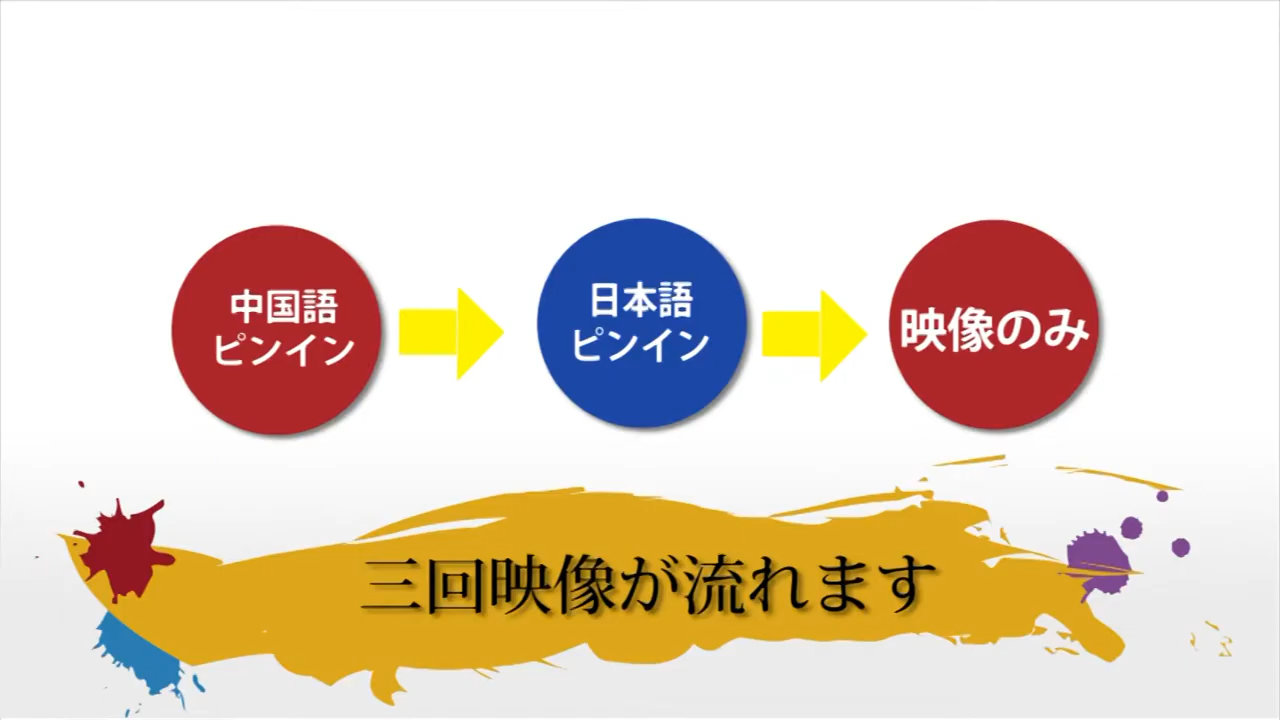 中国語
ピンイン
日本語
ピンイン
映像のみ
三回映像が流れます